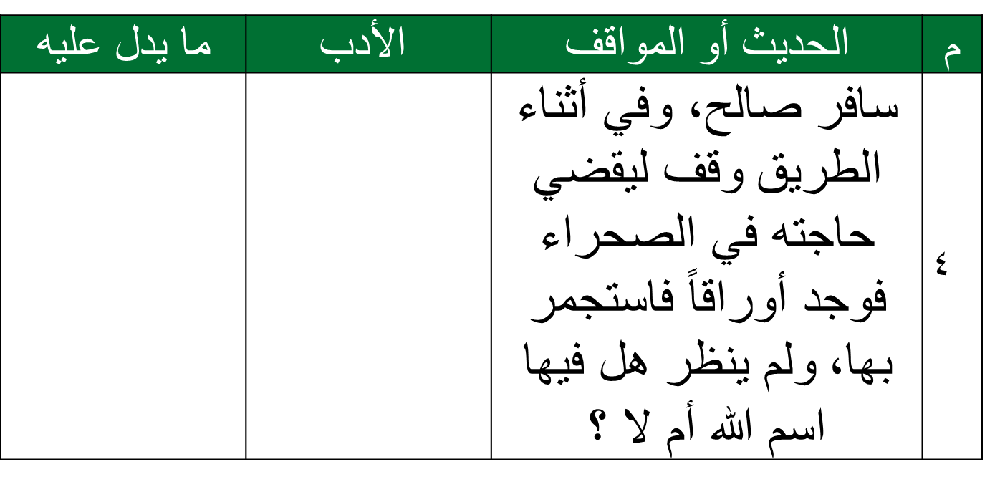 م الحديث أو المواقف الأدب ما يدل عليه
سافر صالح، وفي أثناء
الطريق وقف ليقضي
حاجته في الصحراء
٤
فوجد أوراقاً فاستجمر
بها، ولم ينظر هل فيها
اسم الله أم لا ؟